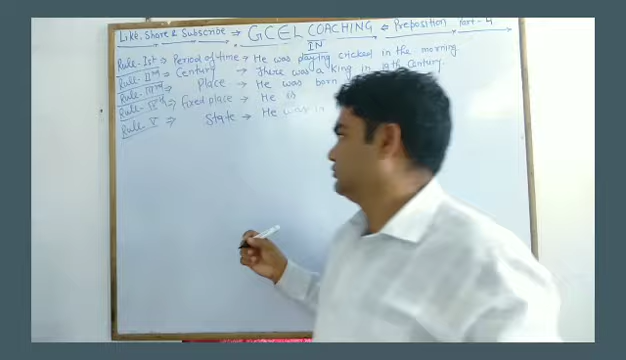 Like, Share & Subscribe ⇒ GCEL COACHING ⇐ Preposition Part-4
IN
Rule-Ist ⇒ Period of time → He was playing cricked in the morning
Rule-IInd ⇒ Century → There was a king in 19th Century.
Rule-IIIrd ⇒ Place → He was born
Rule-IVth ⇒ Fixed place → He is
Rule-V ⇒ State → He was in